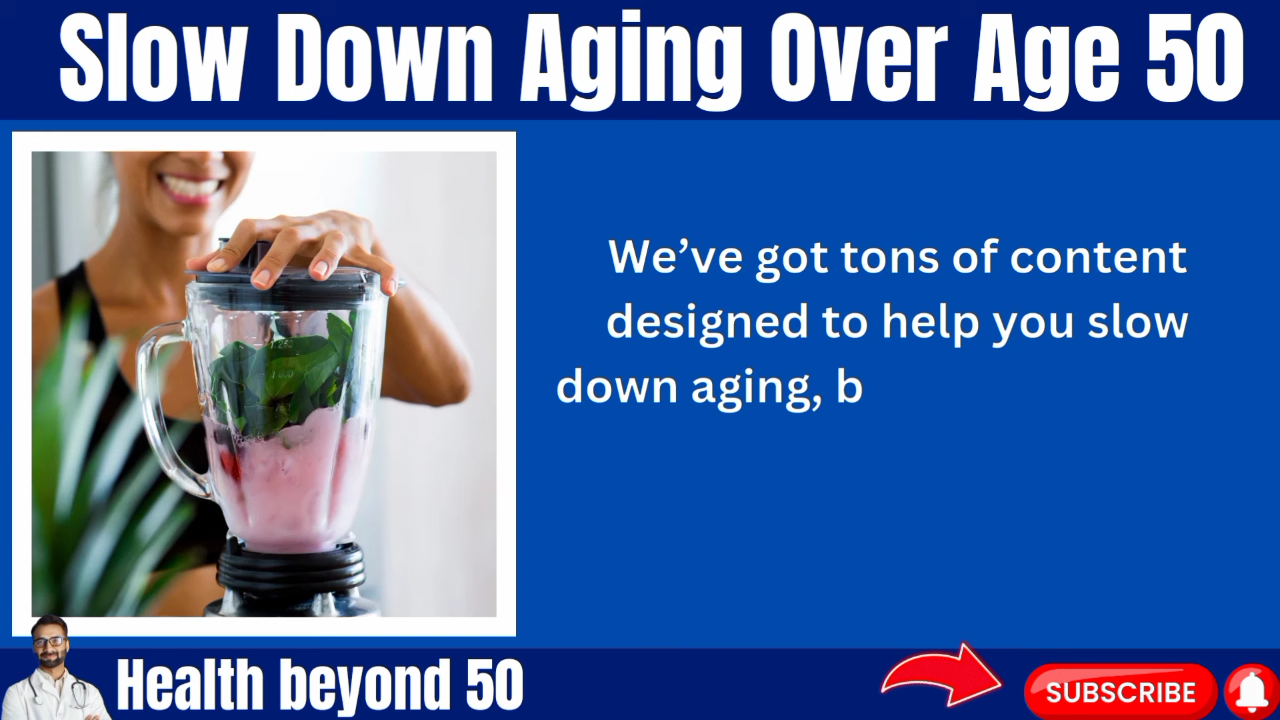 Slow Down Aging Over Age 50
We’ve got tons of content
designed to help you slow
down aging, b
Health beyond 50
SUBSCRIBE